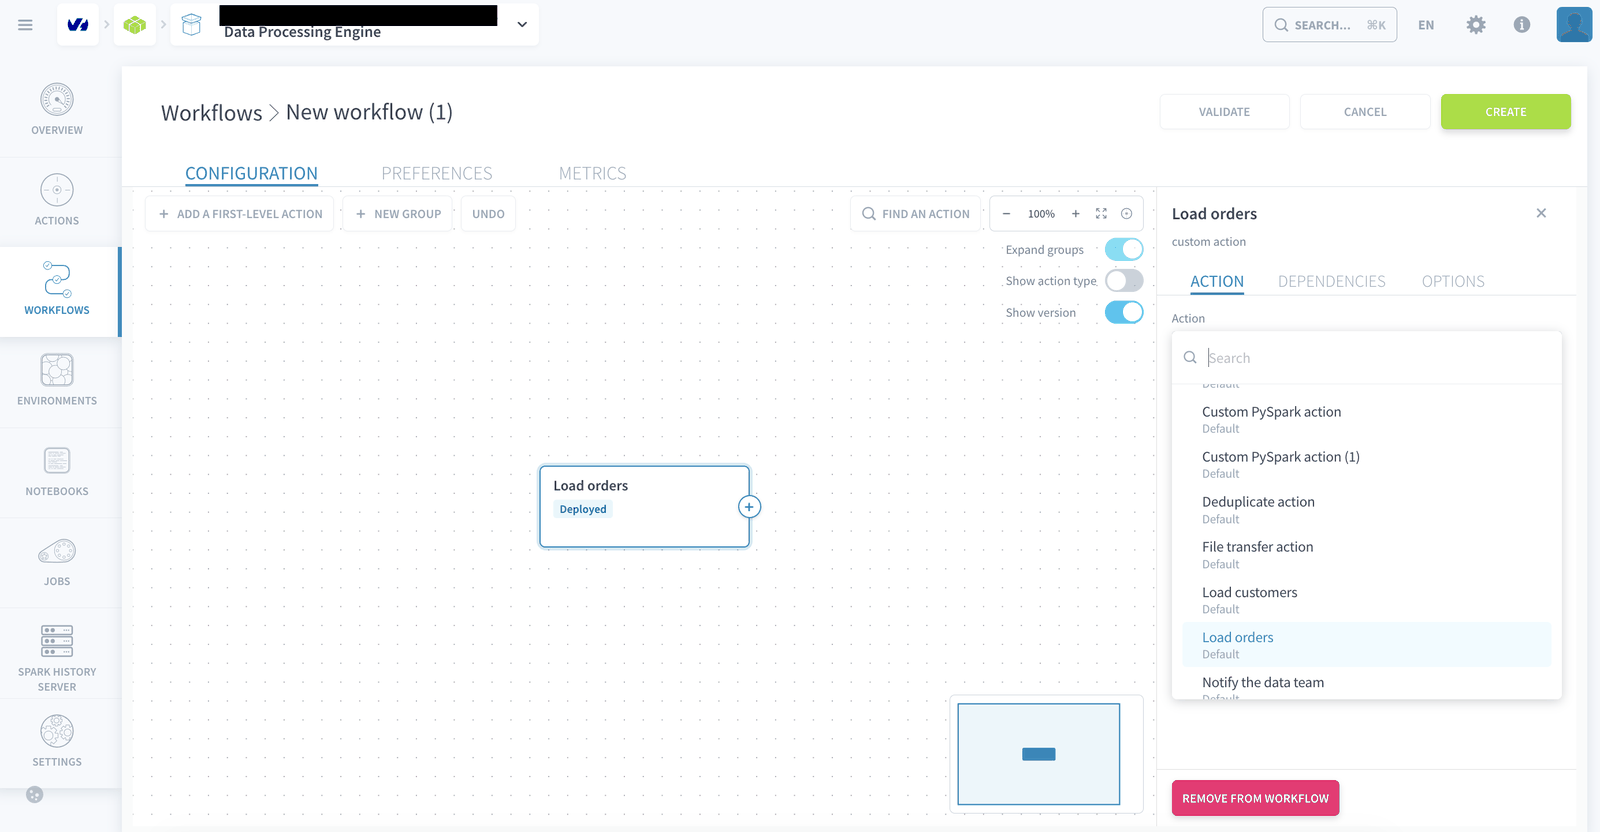 Data Processing Engine
SEARCH... ⌘K
EN
OVERVIEW
ACTIONS
WORKFLOWS
ENVIRONMENTS
NOTEBOOKS
JOBS
SPARK HISTORY
SERVER
SETTINGS
Workflows > New workflow (1)
VALIDATE
CANCEL
CREATE
CONFIGURATION
PREFERENCES
METRICS
+ ADD A FIRST-LEVEL ACTION
+ NEW GROUP
UNDO
FIND AN ACTION
− 100% +
Expand groups
Show action type
Show version
Load orders
Deployed
+
Load orders
custom action
ACTION
DEPENDENCIES
OPTIONS
Action
Search
Default
Custom PySpark action
Default
Custom PySpark action (1)
Default
Deduplicate action
Default
File transfer action
Default
Load customers
Default
Load orders
Default
Notify the data team
Default
REMOVE FROM WORKFLOW